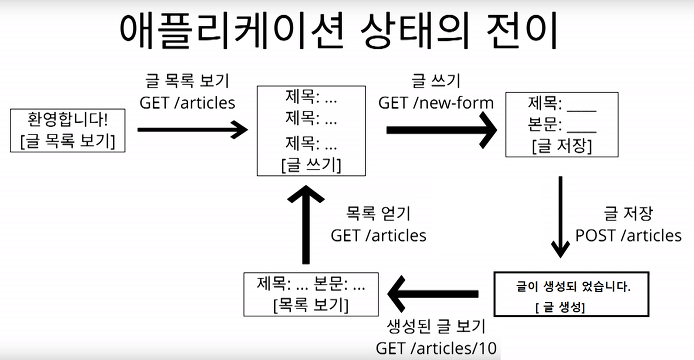 애플리케이션 상태의 전이
글 목록 보기
GET /articles
글 쓰기
GET /new-form
환영합니다!
[글 목록 보기]
제목: ...
제목: ...
제목: ...
[글 쓰기]
제목: ____
본문: ____
[글 저장]
목록 얻기
GET /articles
글 저장
POST /articles
제목: ... 본문: ...
[목록 보기]
글이 생성되 었습니다.
[ 글 생성]
생성된 글 보기
GET /articles/10